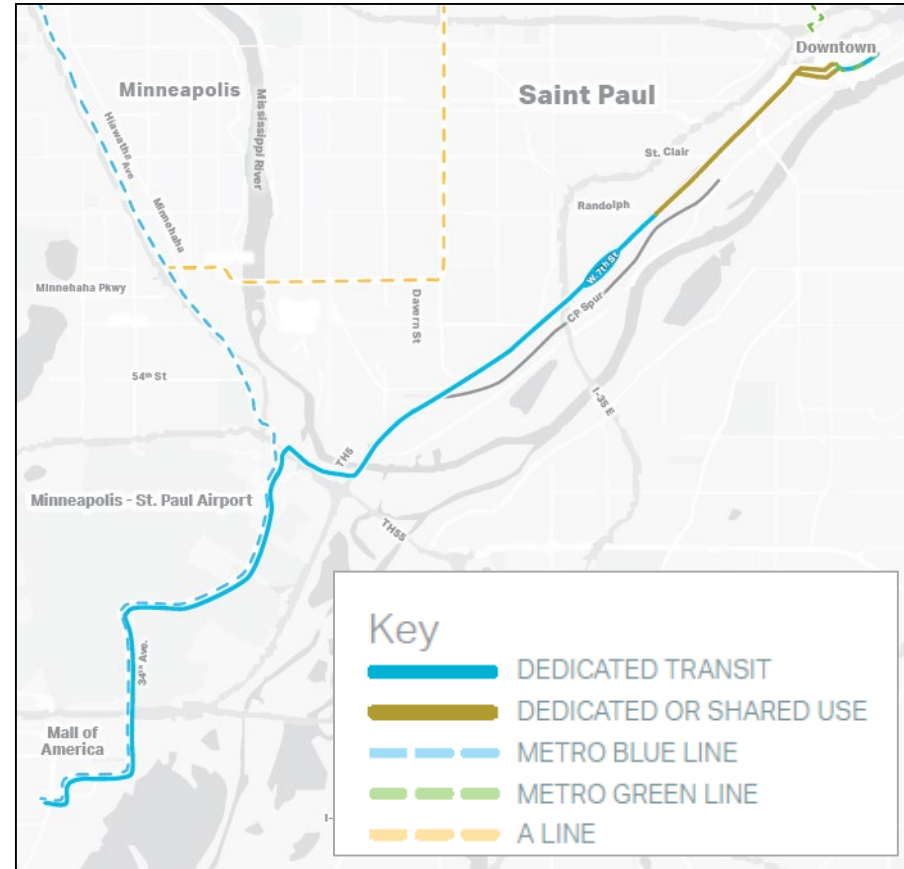 Downtown
Minneapolis
Saint Paul
Mississippi River
Hiawatha Ave
St. Clair
Minnehaha
Randolph
W. 7th St
Minnehaha Pkwy
CP Spur
Davern St
54th St
I-35 E
TH5
Minneapolis - St. Paul Airport
TH55
34th Ave.
Mall of
America
I-
Key
DEDICATED TRANSIT
DEDICATED OR SHARED USE
METRO BLUE LINE
METRO GREEN LINE
A LINE